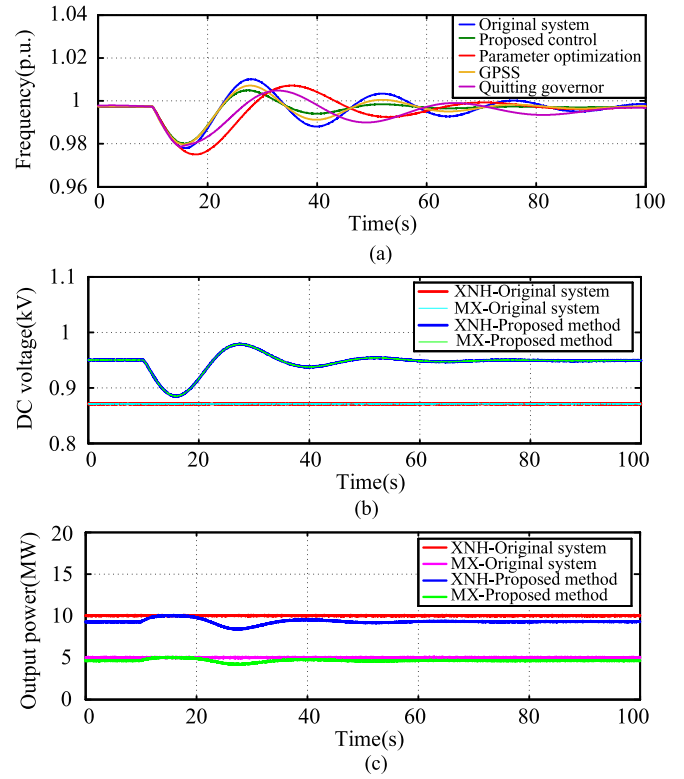 1.04
1.02
1
0.98
0.96
Frequency(p.u.)
Original system
Proposed control
Parameter optimization
GPSS
Quitting governor
0 20 40 60 80 100
Time(s)
(a)
1.1
1
0.9
0.8
DC voltage(kV)
XNH-Original system
MX-Original system
XNH-Proposed method
MX-Proposed method
0 20 40 60 80 100
Time(s)
(b)
20
15
10
5
0
Output power(MW)
XNH-Original system
MX-Original system
XNH-Proposed method
MX-Proposed method
0 20 40 60 80 100
Time(s)
(c)